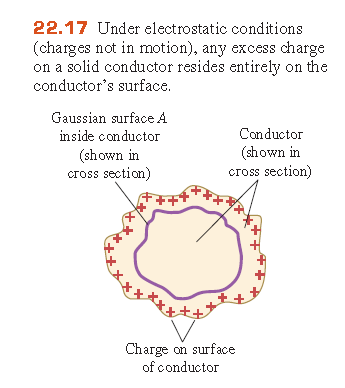 22.17 Under electrostatic conditions
(charges not in motion), any excess charge
on a solid conductor resides entirely on the
conductor's surface.
Gaussian surface A
inside conductor
(shown in
cross section)
Conductor
(shown in
cross section)
Charge on surface
of conductor